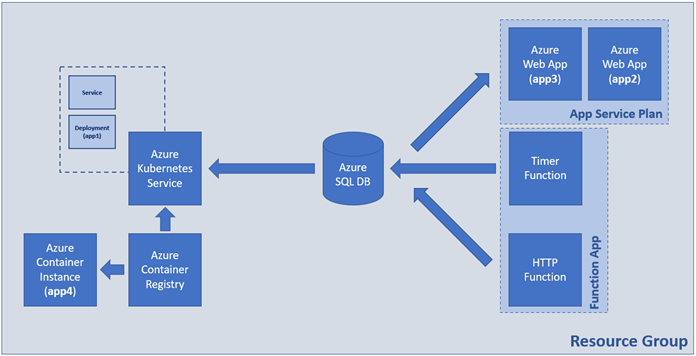 Service
Deployment
(app1)
Azure
Kubernetes
Service
Azure
Container
Instance
(app4)
Azure
Container
Registry
Azure
SQL DB
Azure
Web App
(app3)
Azure
Web App
(app2)
App Service Plan
Timer
Function
HTTP
Function
Function App
Resource Group